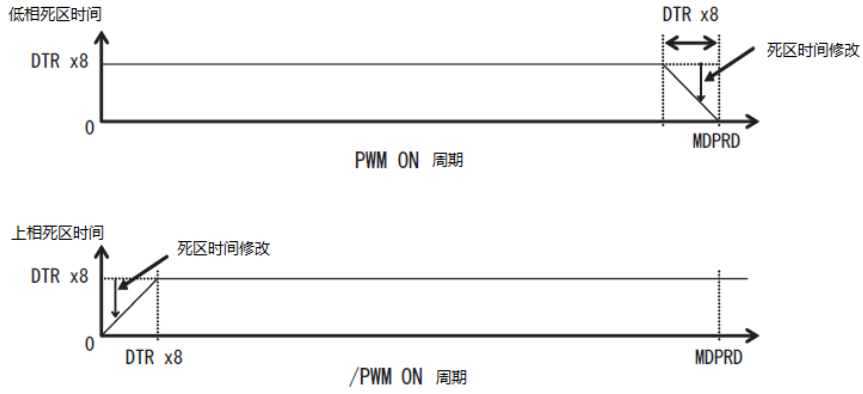 低相死区时间
DTR x8
DTR x8
死区时间修改
0
MDPRD
PWM ON 周期
上相死区时间
死区时间修改
DTR x8
0
DTR x8
MDPRD
/PWM ON 周期